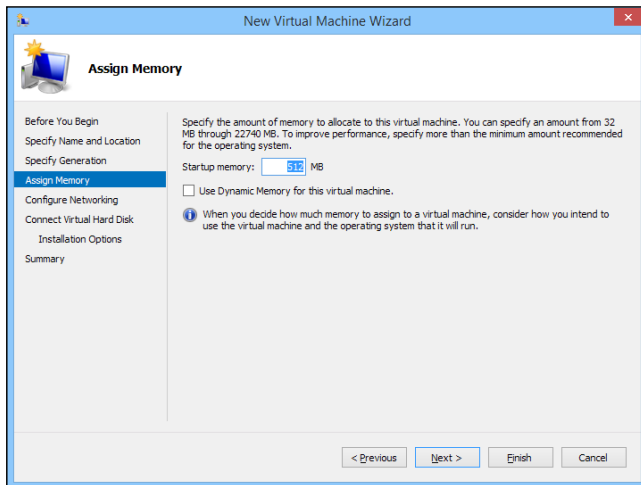 New Virtual Machine Wizard
Assign Memory
Before You Begin
Specify Name and Location
Specify Generation
Assign Memory
Configure Networking
Connect Virtual Hard Disk
Installation Options
Summary
Specify the amount of memory to allocate to this virtual machine. You can specify an amount from 32
MB through 22740 MB. To improve performance, specify more than the minimum amount recommended
for the operating system.
Startup memory: 512 MB
Use Dynamic Memory for this virtual machine.
When you decide how much memory to assign to a virtual machine, consider how you intend to
use the virtual machine and the operating system that it will run.
< Previous Next > Finish Cancel